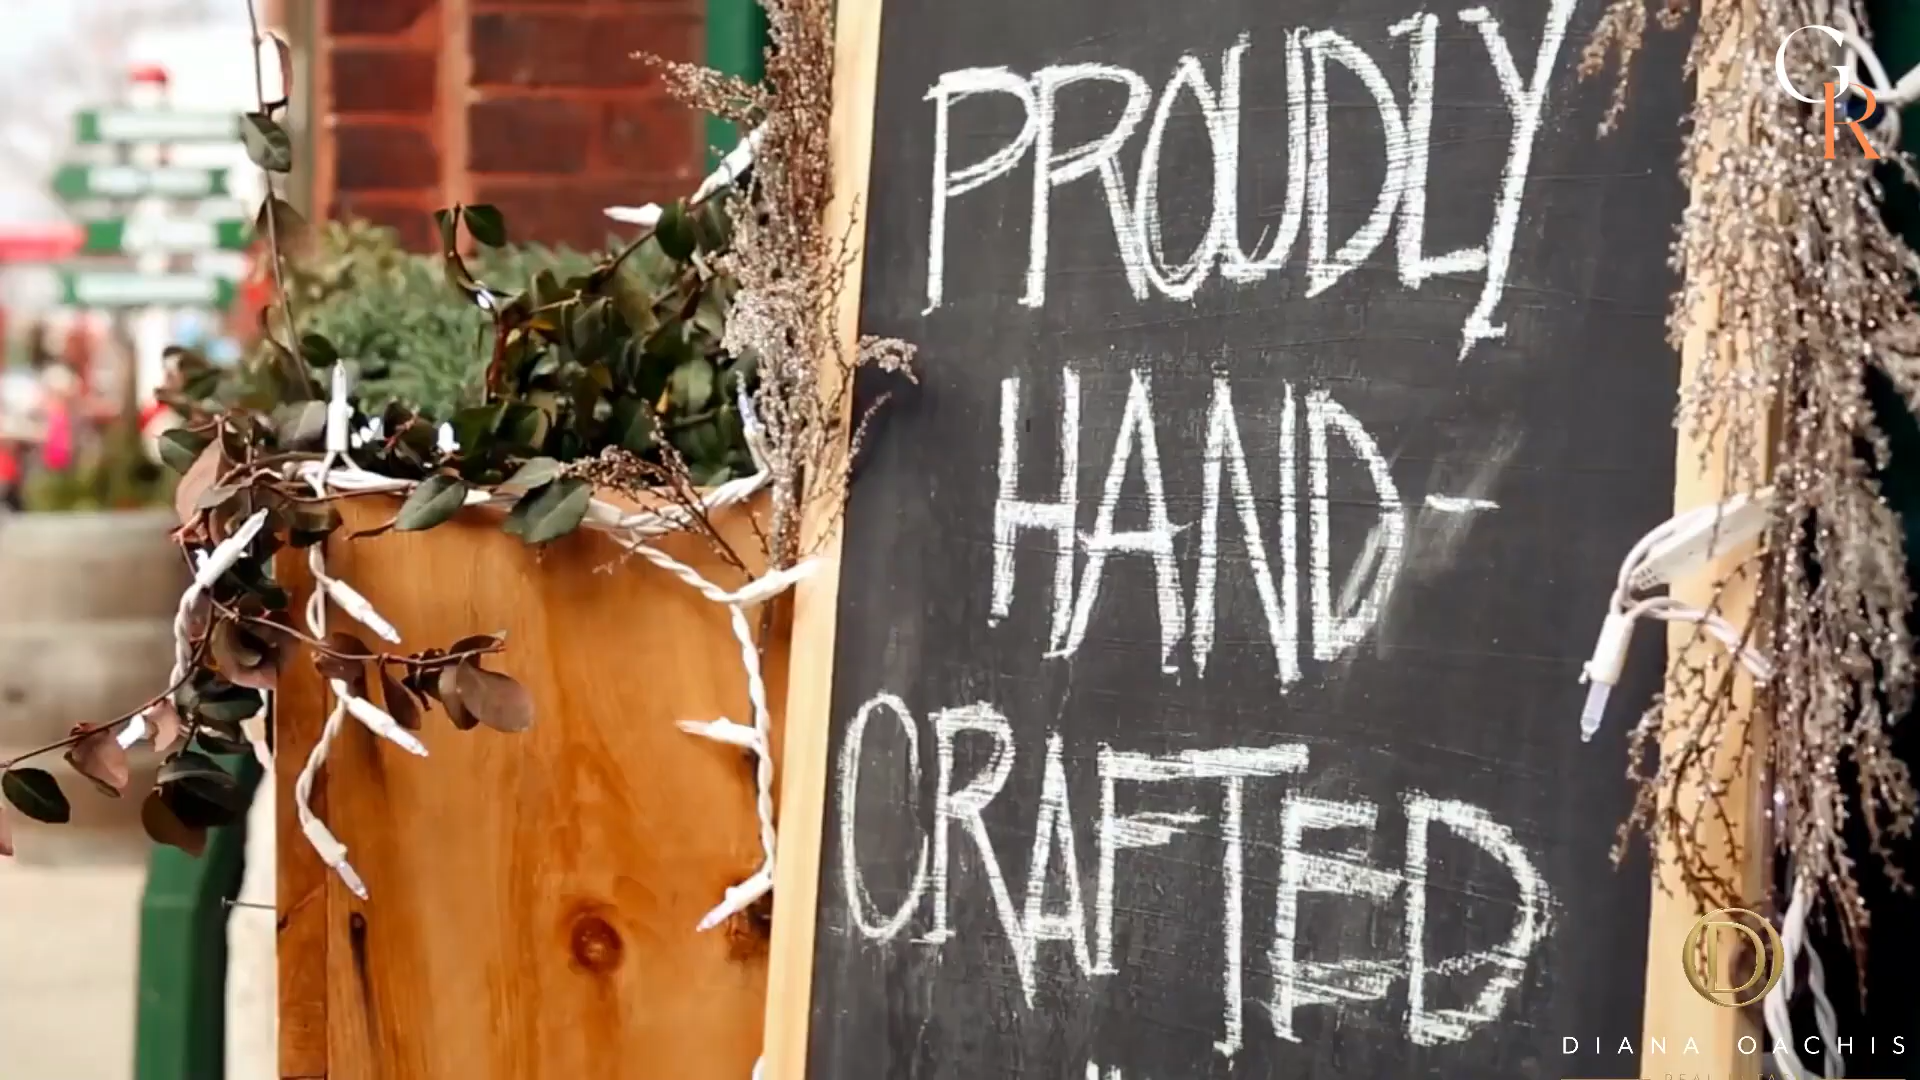 GR
PROUDLY
HAND-
CRAFTED
D
DIANA OACHIS